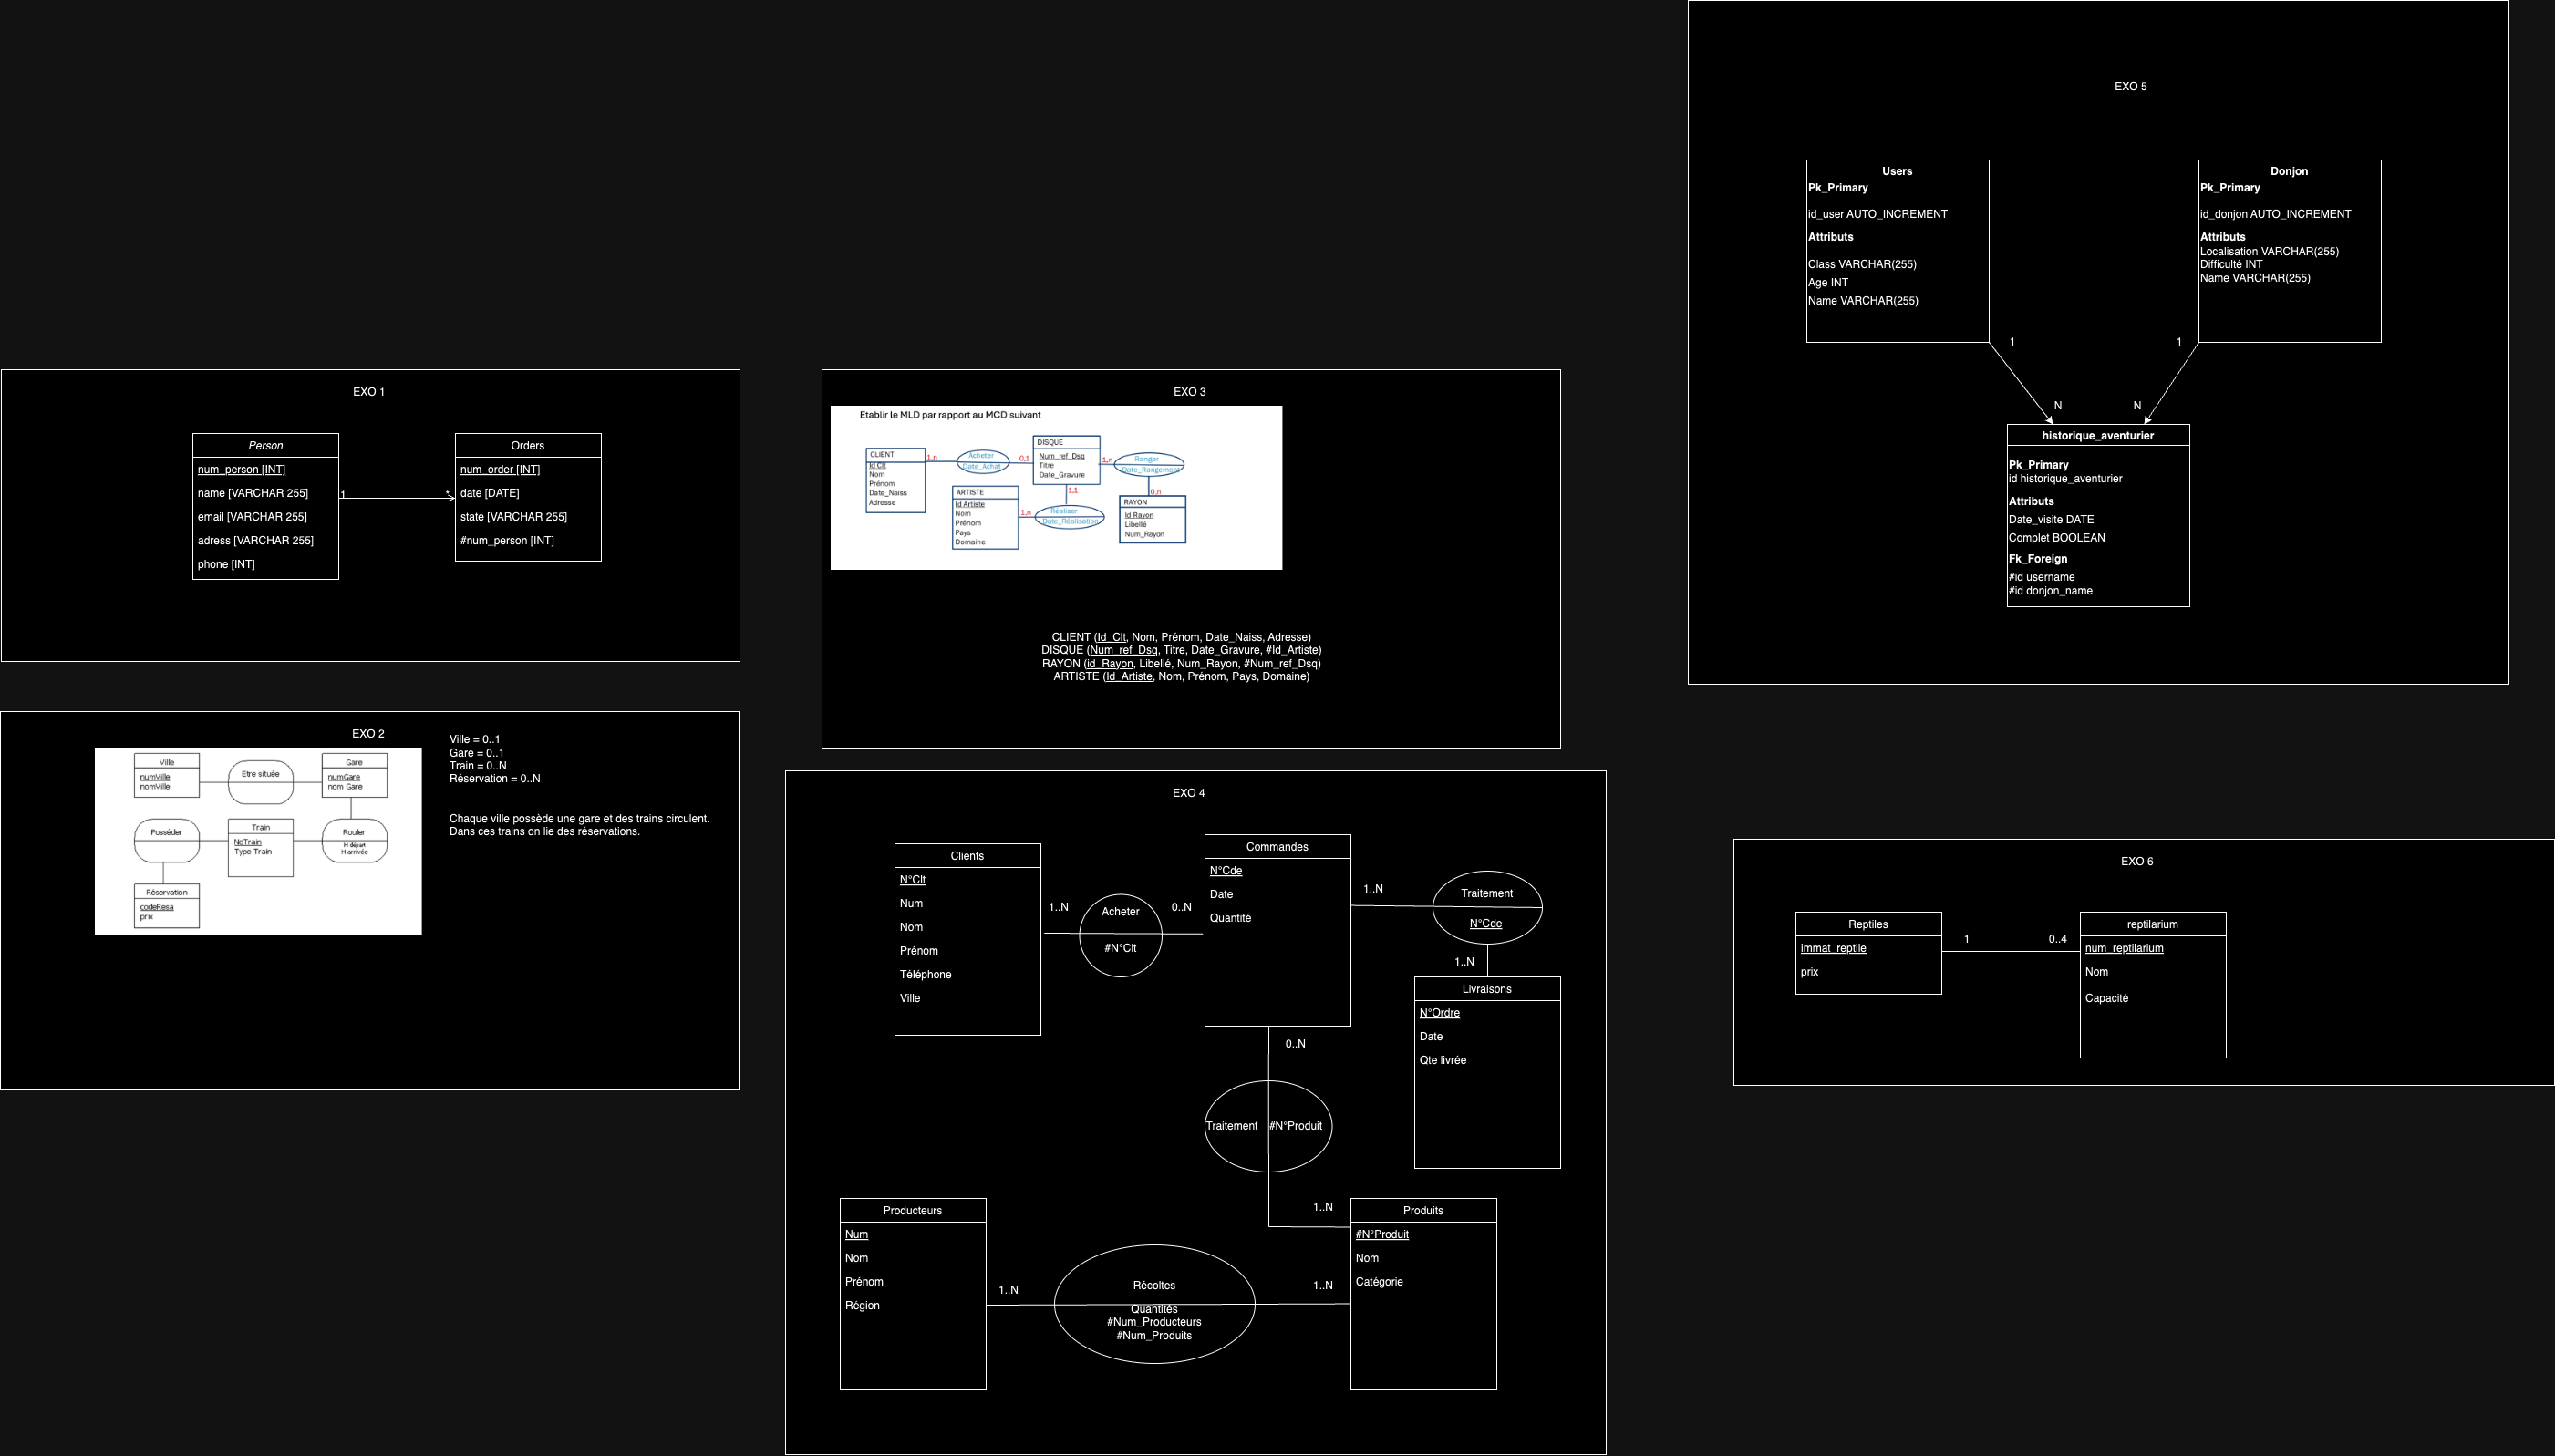 EXO 1
Person
num_person [INT]
name [VARCHAR 255]
email [VARCHAR 255]
adress [VARCHAR 255]
phone [INT]
1
*
Orders
num_order [INT]
date [DATE]
state [VARCHAR 255]
#num_person [INT]
EXO 2
Ville
numVille
nomVille
Etre située
Gare
numGare
nom Gare
Posséder
Train
NoTrain
Type Train
Rouler
H départ
H arrivée
Réservation
codeResa
prix
Ville = 0..1
Gare = 0..1
Train = 0..N
Réservation = 0..N
Chaque ville possède une gare et des trains circulent.
Dans ces trains on lie des réservations.
EXO 3
Etablir le MLD par rapport au MCD suivant
CLIENT
Id Clt
Nom
Prénom
Date_Naiss
Adresse
1,n
Acheter
Date_Achat
0,1
DISQUE
Num_ref_Dsq
Titre
Date_Gravure
1,n
Ranger
Date_Rangement
0,n
RAYON
Id Rayon
Libellé
Num_Rayon
1,1
Réaliser
Date_Réalisation
1,n
ARTISTE
Id Artiste
Nom
Prénom
Pays
Domaine
CLIENT (Id_Clt, Nom, Prénom, Date_Naiss, Adresse)
DISQUE (Num_ref_Dsq, Titre, Date_Gravure, #Id_Artiste)
RAYON (id_Rayon, Libellé, Num_Rayon, #Num_ref_Dsq)
ARTISTE (Id_Artiste, Nom, Prénom, Pays, Domaine)
EXO 4
Clients
N°Clt
Num
Nom
Prénom
Téléphone
Ville
1..N
Acheter
#N°Clt
0..N
Commandes
N°Cde
Date
Quantité
1..N
Traitement
N°Cde
1..N
Livraisons
N°Ordre
Date
Qte livrée
0..N
Traitement
#N°Produit
1..N
Producteurs
Num
Nom
Prénom
Région
1..N
Récoltes
Quantités
#Num_Producteurs
#Num_Produits
1..N
Produits
#N°Produit
Nom
Catégorie
EXO 5
Users
Pk_Primary
id_user AUTO_INCREMENT
Attributs
Class VARCHAR(255)
Age INT
Name VARCHAR(255)
Donjon
Pk_Primary
id_donjon AUTO_INCREMENT
Attributs
Localisation VARCHAR(255)
Difficulté INT
Name VARCHAR(255)
1
1
N
N
historique_aventurier
Pk_Primary
id historique_aventurier
Attributs
Date_visite DATE
Complet BOOLEAN
Fk_Foreign
#id username
#id donjon_name
EXO 6
Reptiles
immat_reptile
prix
1
0..4
reptilarium
num_reptilarium
Nom
Capacité